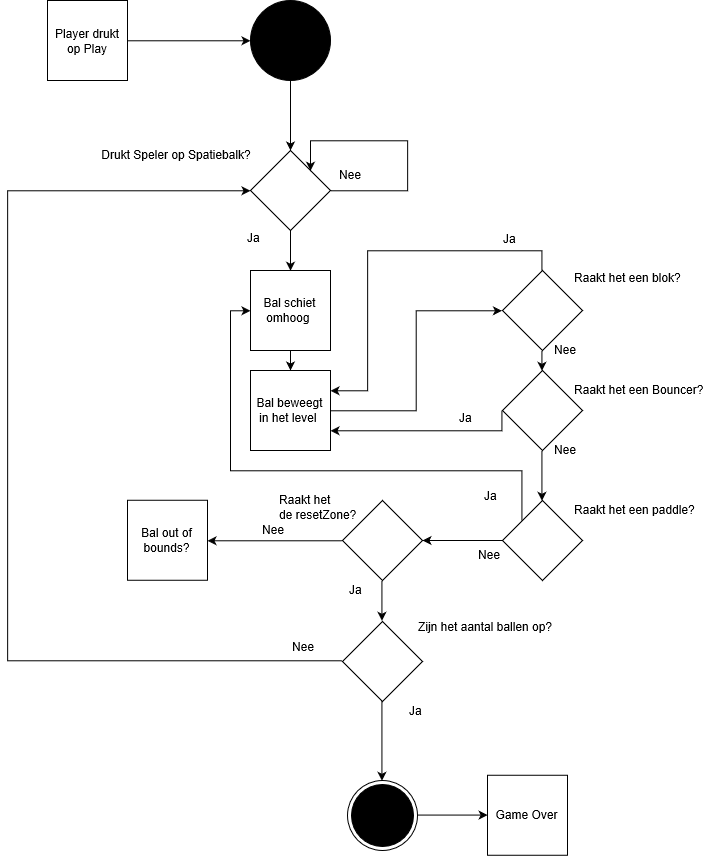 Player drukt
op Play
Drukt Speler op Spatiebalk?
Nee
Ja
Ja
Raakt het een blok?
Bal schiet
omhoog
Nee
Raakt het een Bouncer?
Bal beweegt
in het level
Ja
Nee
Raakt het
de resetZone?
Ja
Raakt het een paddle?
Nee
Bal out of
bounds?
Nee
Ja
Zijn het aantal ballen op?
Nee
Ja
Game Over